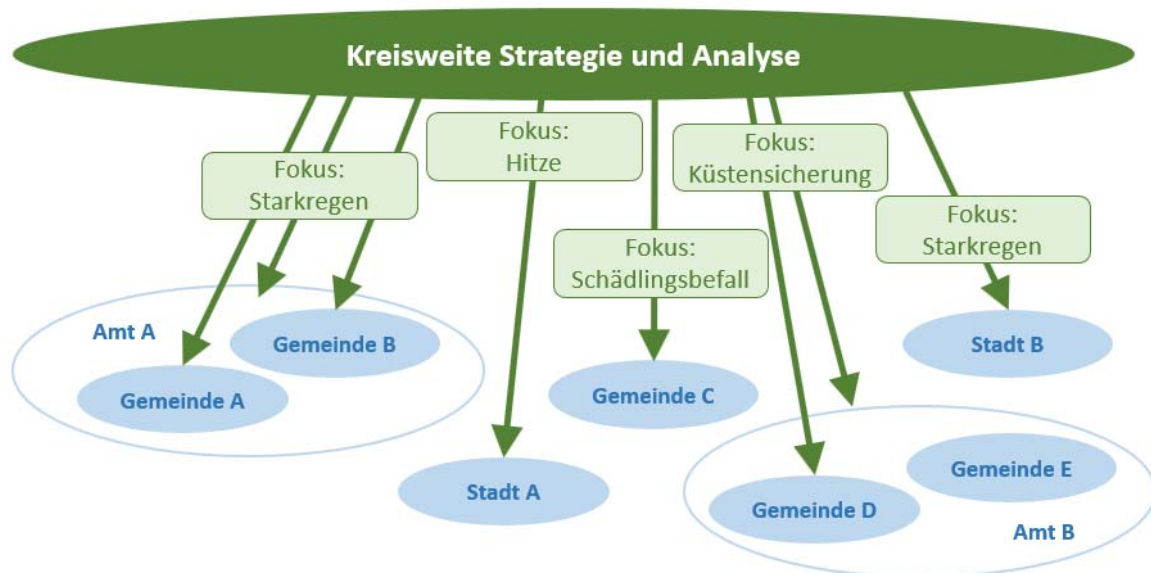 Kreisweite Strategie und Analyse
Fokus:
Starkregen
Fokus:
Hitze
Fokus:
Schädlingsbefall
Fokus:
Küstensicherung
Fokus:
Starkregen
Amt A
Gemeinde B
Gemeinde A
Stadt A
Gemeinde C
Stadt B
Gemeinde E
Gemeinde D
Amt B